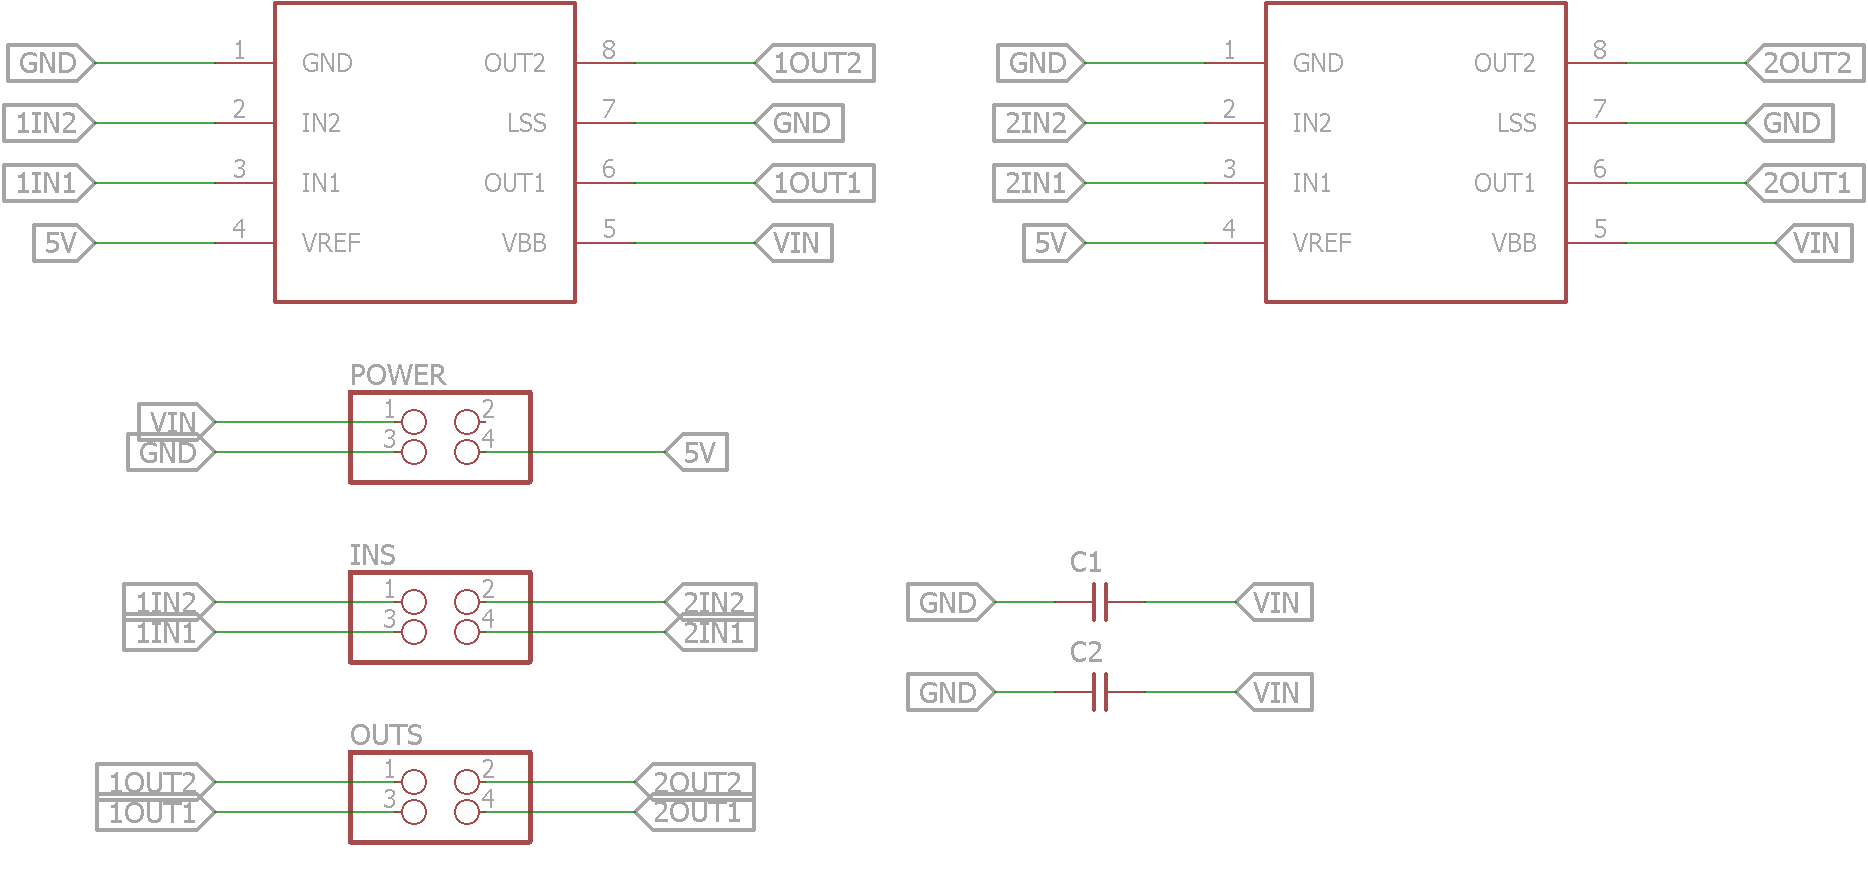 GND 1 GND OUT2 8 1OUT2
1IN2 2 IN2 LSS 7 GND
1IN1 3 IN1 OUT1 6 1OUT1
5V 4 VREF VBB 5 VIN
GND 1 GND OUT2 8 2OUT2
2IN2 2 IN2 LSS 7 GND
2IN1 3 IN1 OUT1 6 2OUT1
5V 4 VREF VBB 5 VIN
POWER
VIN 1 2
GND 3 4 5V
INS
1IN2 1 2 2IN2
1IN1 3 4 2IN1
OUTS
1OUT2 1 2 2OUT2
1OUT1 3 4 2OUT1
C1
GND VIN
C2
GND VIN